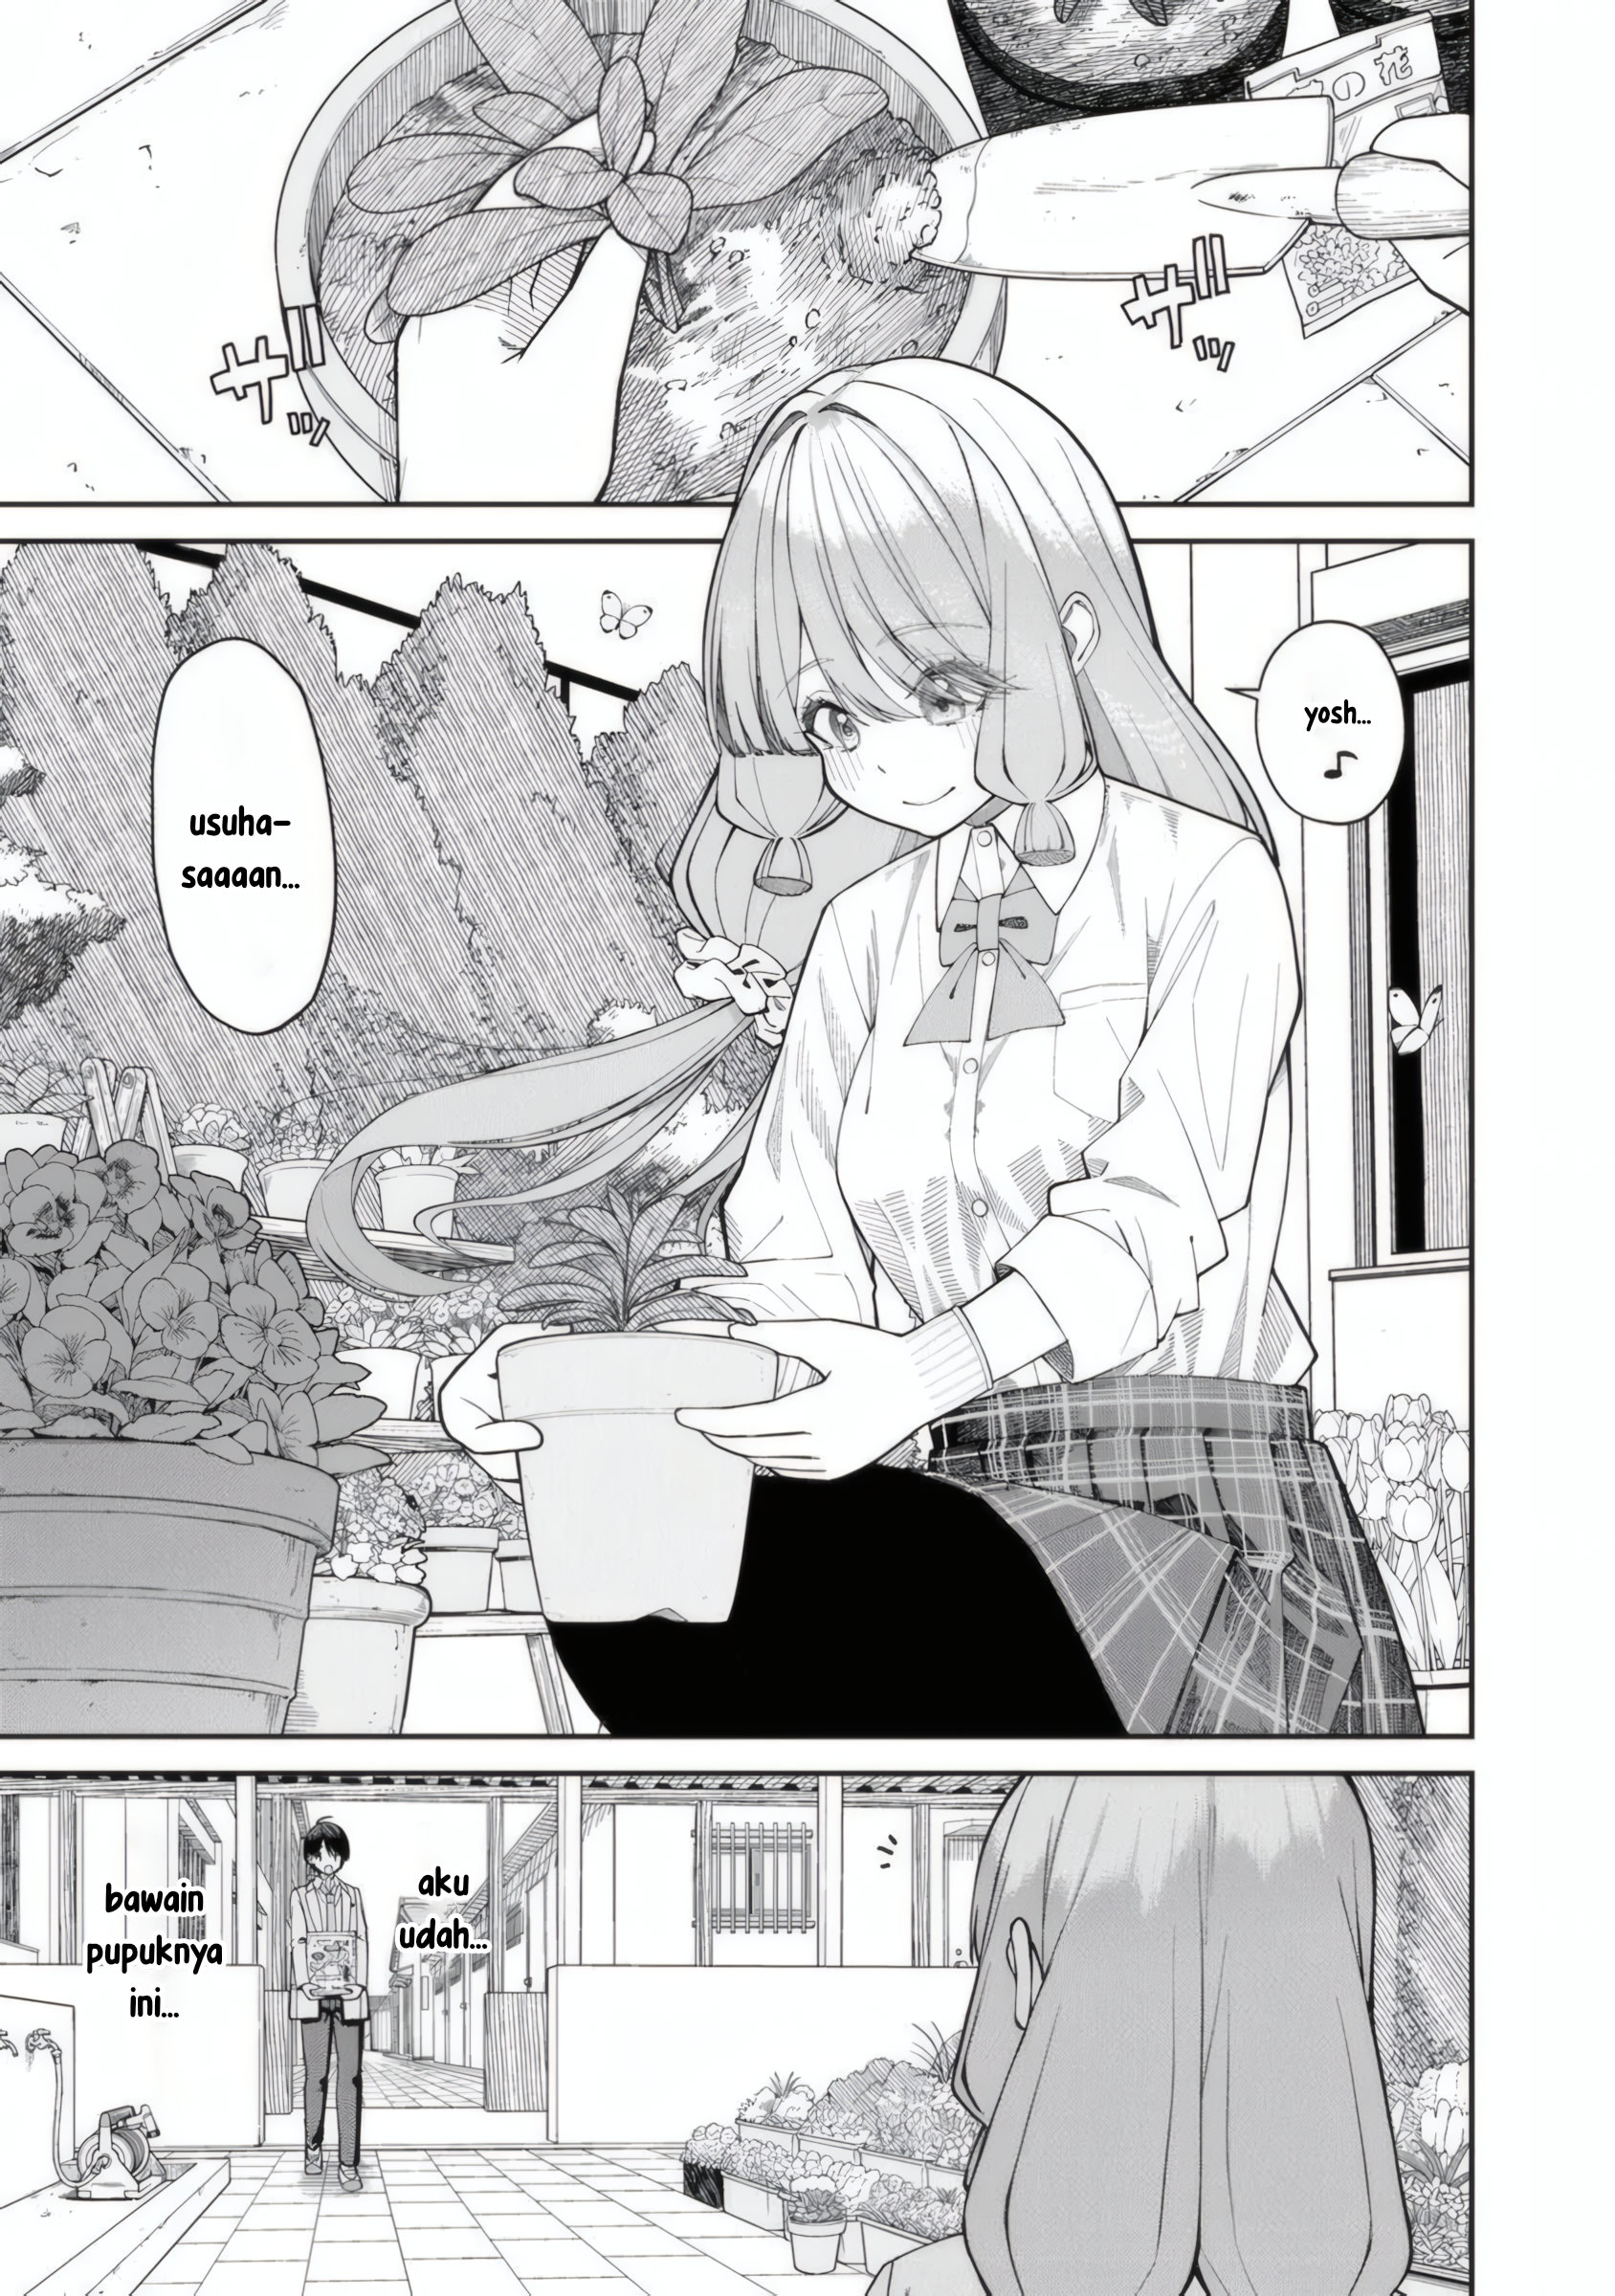 の花
ザッ
ザッ
yosh...
usuha-
saaaan...
aku
udah...
bawain
pupuknya
ini...